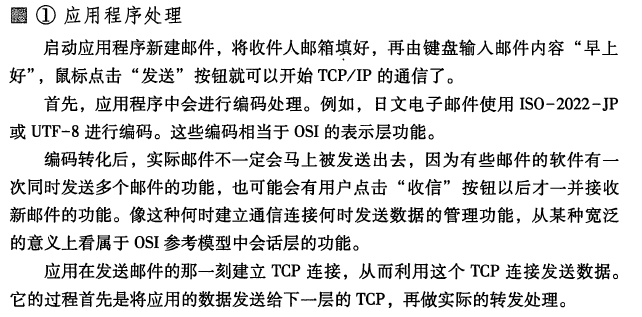 ① 应用程序处理
启动应用程序新建邮件，将收件人邮箱填好，再由键盘输入邮件内容“早上
好”，鼠标点击“发送”按钮就可以开始 TCP/IP 的通信了。
首先，应用程序中会进行编码处理。例如，日文电子邮件使用 ISO-2022-JP
或 UTF-8 进行编码。这些编码相当于 OSI 的表示层功能。
编码转化后，实际邮件不一定会马上被发送出去，因为有些邮件的软件有一
次同时发送多个邮件的功能，也可能会有用户点击“收信”按钮以后才一并接收
新邮件的功能。像这种何时建立通信连接何时发送数据的管理功能，从某种宽泛
的意义上看属于 OSI 参考模型中会话层的功能。
应用在发送邮件的那一刻建立 TCP 连接，从而利用这个 TCP 连接发送数据。
它的过程首先是将应用的数据发送给下一层的 TCP，再做实际的转发处理。